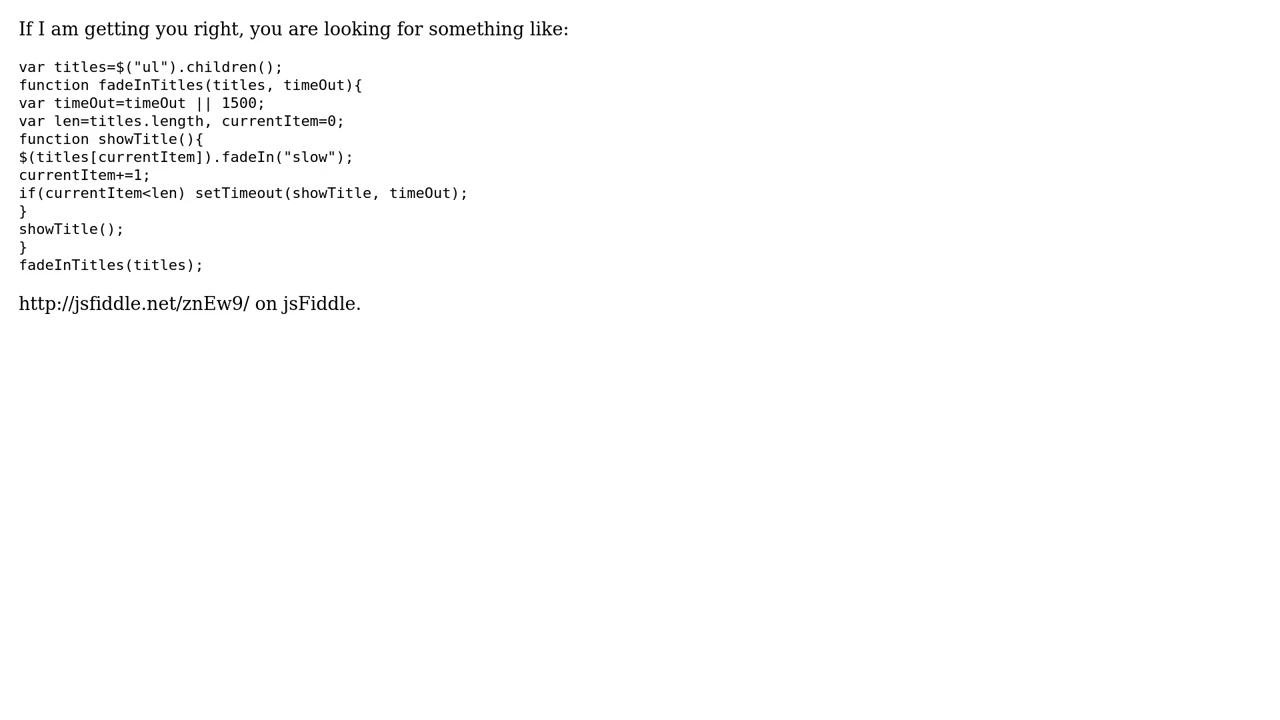 If I am getting you right, you are looking for something like:
var titles=$("ul").children();
function fadeInTitles(titles, timeOut){
var timeOut=timeOut || 1500;
var len=titles.length, currentItem=0;
function showTitle(){
$(titles[currentItem]).fadeIn("slow");
currentItem+=1;
if(currentItem<len) setTimeout(showTitle, timeOut);
}
showTitle();
}
fadeInTitles(titles);
http://jsfiddle.net/znEw9/ on jsFiddle.